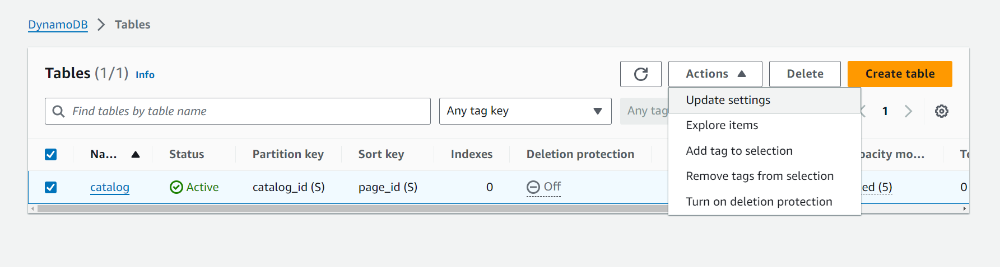 DynamoDB > Tables
Tables (1/1) Info
Actions
Delete
Create table
Find tables by table name
Any tag key
Any tag
1
Update settings
Explore items
Add tag to selection
Remove tags from selection
Turn on deletion protection
Na... Status Partition key Sort key Indexes Deletion protection pacity mo... To
catalog Active catalog_id (S) page_id (S) 0 Off ed (5) 0